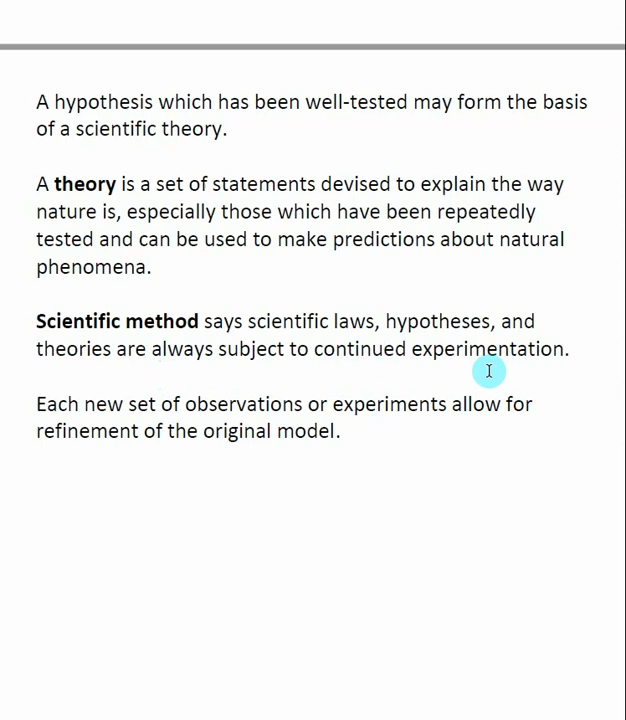 A hypothesis which has been well-tested may form the basis
of a scientific theory.
A theory is a set of statements devised to explain the way
nature is, especially those which have been repeatedly
tested and can be used to make predictions about natural
phenomena.
Scientific method says scientific laws, hypotheses, and
theories are always subject to continued experimentation.
Each new set of observations or experiments allow for
refinement of the original model.